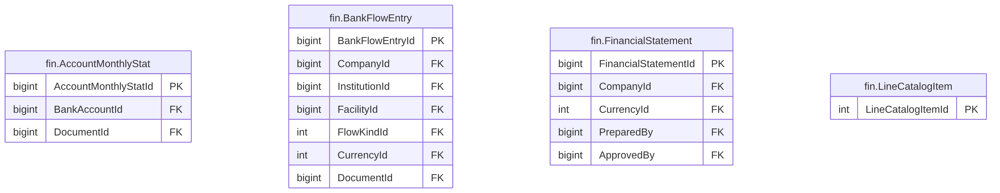 fin.AccountMonthlyStat
bigint AccountMonthlyStatId PK
bigint BankAccountId FK
bigint DocumentId FK
fin.BankFlowEntry
bigint BankFlowEntryId PK
bigint CompanyId FK
bigint InstitutionId FK
bigint FacilityId FK
int FlowKindId FK
int CurrencyId FK
bigint DocumentId FK
fin.FinancialStatement
bigint FinancialStatementId PK
bigint CompanyId FK
int CurrencyId FK
bigint PreparedBy FK
bigint ApprovedBy FK
fin.LineCatalogItem
int LineCatalogItemId PK